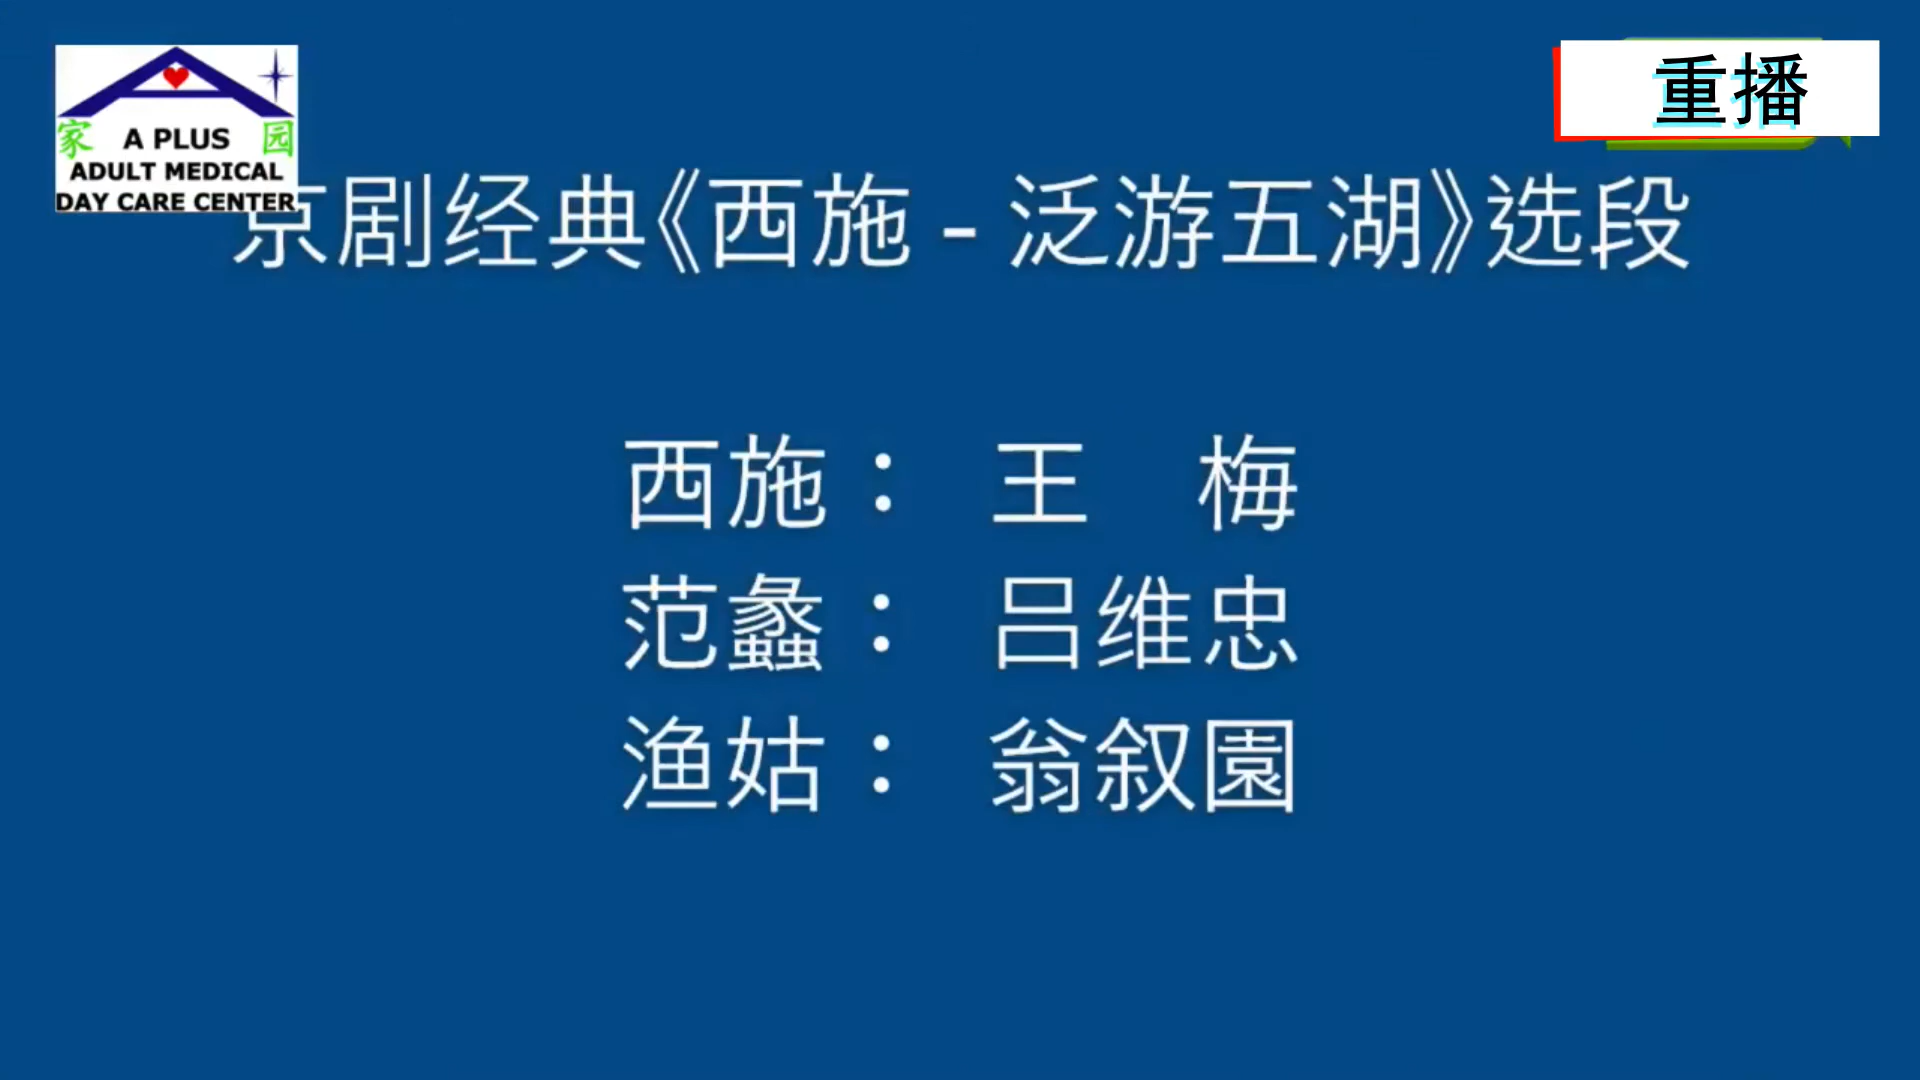 家 A PLUS 园
ADULT MEDICAL
DAY CARE CENTER
重播
京剧经典《西施 - 泛游五湖》选段
西施： 王 梅
范蠡： 吕维忠
渔姑： 翁叙園